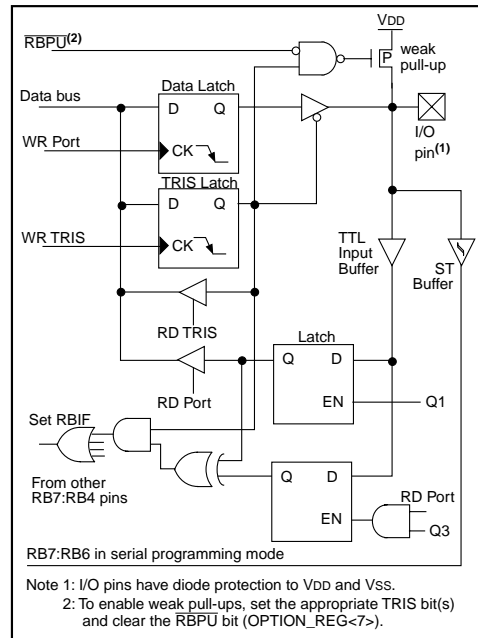 RBPU(2)
VDD
P
weak
pull-up
Data Latch
Data bus
D
Q
WR Port
CK
I/O
pin(1)
TRIS Latch
D
Q
WR TRIS
CK
TTL
Input
Buffer
ST
Buffer
RD TRIS
Latch
Q
D
RD Port
EN
Q1
Set RBIF
From other
RB7:RB4 pins
Q
D
RD Port
EN
Q3
RB7:RB6 in serial programming mode
Note 1: I/O pins have diode protection to VDD and VSS.
2: To enable weak pull-ups, set the appropriate TRIS bit(s)
and clear the RBPU bit (OPTION_REG<7>).